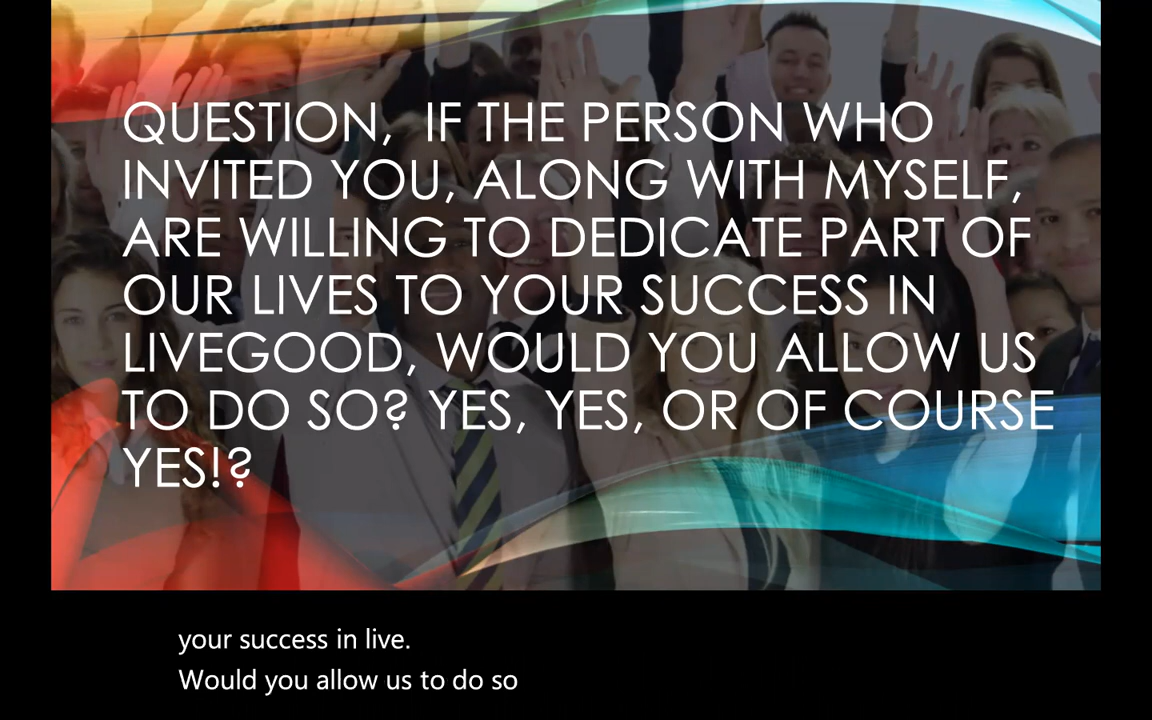 QUESTION,  IF THE PERSON WHO
INVITED YOU, ALONG WITH MYSELF,
ARE WILLING TO DEDICATE PART OF
OUR LIVES TO YOUR SUCCESS IN
LIVEGOOD, WOULD YOU ALLOW US
TO DO SO? YES, YES, OR OF COURSE
YES!?
your success in live.
Would you allow us to do so